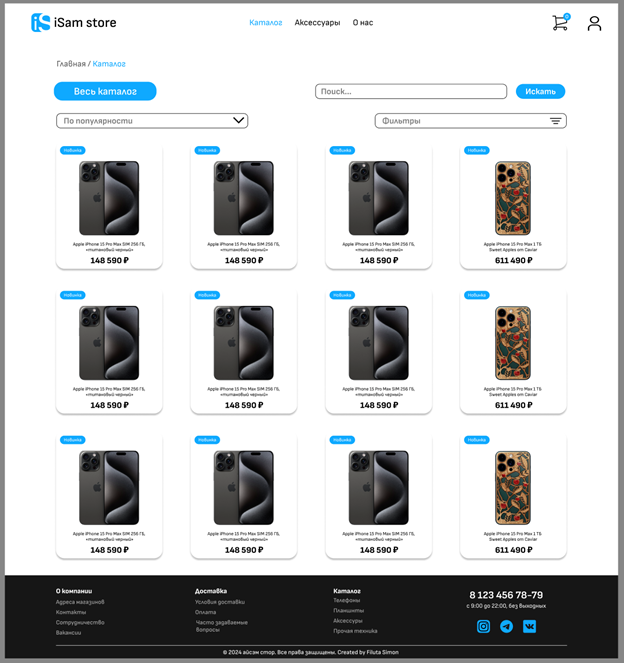 iSam store
Каталог Аксессуары О нас
0
Главная / Каталог
Весь каталог
Поиск... Искать
По популярности Фильтры
Новинка Новинка Новинка Новинка
Apple iPhone 15 Pro Max SIM 256 ГБ, «титановый черный»
148 590 ₽
Apple iPhone 15 Pro Max SIM 256 ГБ, «титановый черный»
148 590 ₽
Apple iPhone 15 Pro Max SIM 256 ГБ, «титановый черный»
148 590 ₽
Apple iPhone 15 Pro Max 1 ТБ Sweet Apples от Caviar
611 490 ₽
Новинка Новинка Новинка Новинка
Apple iPhone 15 Pro Max SIM 256 ГБ, «титановый черный»
148 590 ₽
Apple iPhone 15 Pro Max SIM 256 ГБ, «титановый черный»
148 590 ₽
Apple iPhone 15 Pro Max SIM 256 ГБ, «титановый черный»
148 590 ₽
Apple iPhone 15 Pro Max 1 ТБ Sweet Apples от Caviar
611 490 ₽
Новинка Новинка Новинка Новинка
Apple iPhone 15 Pro Max SIM 256 ГБ, «титановый черный»
148 590 ₽
Apple iPhone 15 Pro Max SIM 256 ГБ, «титановый черный»
148 590 ₽
Apple iPhone 15 Pro Max SIM 256 ГБ, «титановый черный»
148 590 ₽
Apple iPhone 15 Pro Max 1 ТБ Sweet Apples от Caviar
611 490 ₽
О компании
Адреса магазинов
Контакты
Сотрудничество
Вакансии
Доставка
Условия доставки
Оплата
Часто задаваемые
вопросы
Каталог
Телефоны
Планшеты
Аксессуары
Прочая техника
8 123 456 78-79
с 9:00 до 22:00, без выходных
© 2024 айсэм стор. Все права защищены. Created by Filuta Simon